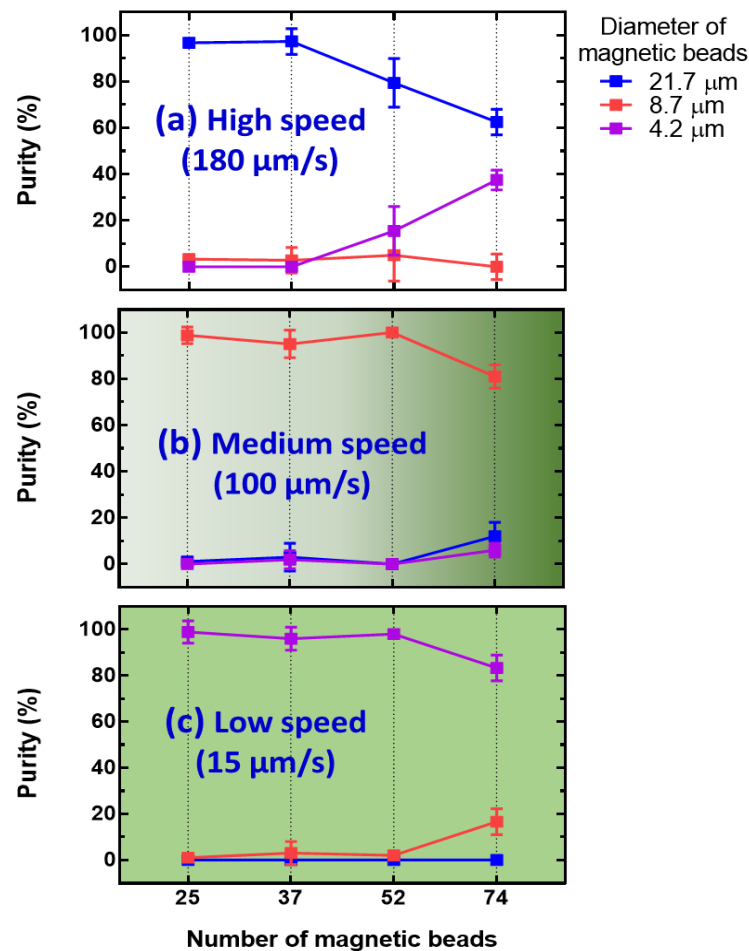 Diameter of
magnetic beads
21.7 μm
8.7 μm
4.2 μm
Purity (%)
100
80
60
40
20
0
(a) High speed
(180 μm/s)
Purity (%)
100
80
60
40
20
0
(b) Medium speed
(100 μm/s)
Purity (%)
100
80
60
40
20
0
(c) Low speed
(15 μm/s)
25 37 52 74
Number of magnetic beads